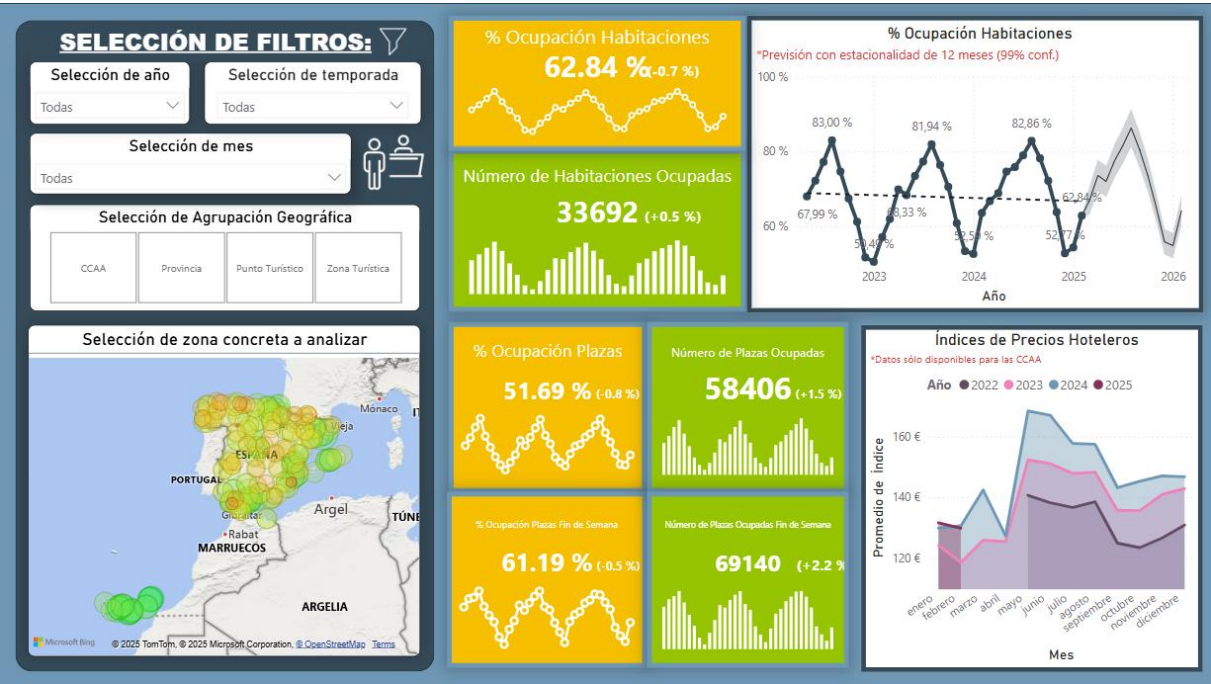 SELECCIÓN DE FILTROS:
Selección de año
Todas
Selección de temporada
Todas
Selección de mes
Todas
Selección de Agrupación Geográfica
CCAA
Provincia
Punto Turístico
Zona Turística
Selección de zona concreta a analizar
Mónaco
ESPAÑA
PORTUGAL
Gibraltar
Argel
TÚNE
Rabat
MARRUECOS
ARGELIA
Microsoft Bing
© 2025 TomTom, © 2025 Microsoft Corporation, © OpenStreetMap Terms
% Ocupación Habitaciones
62.84 % (-0.7 %)
Número de Habitaciones Ocupadas
33692 (+0.5 %)
% Ocupación Habitaciones
*Previsión con estacionalidad de 12 meses (99% conf.)
100 %
80 %
60 %
83,00 %
81,94 %
82,86 %
67,99 %
68,33 %
62,84 %
50,49 %
52,77 %
2023
2024
2025
2026
Año
% Ocupación Plazas
51.69 % (-0.8 %)
Número de Plazas Ocupadas
58406 (+1.5 %)
% Ocupación Plazas Fin de Semana
61.19 % (-0.5 %)
Número de Plazas Ocupadas Fin de Semana
69140 (+2.2 %
Índices de Precios Hoteleros
*Datos sólo disponibles para las CCAA
Año 2022 2023 2024 2025
Promedio de Índice
160 €
140 €
120 €
enero
febrero
marzo
abril
mayo
junio
julio
agosto
septiembre
octubre
noviembre
diciembre
Mes